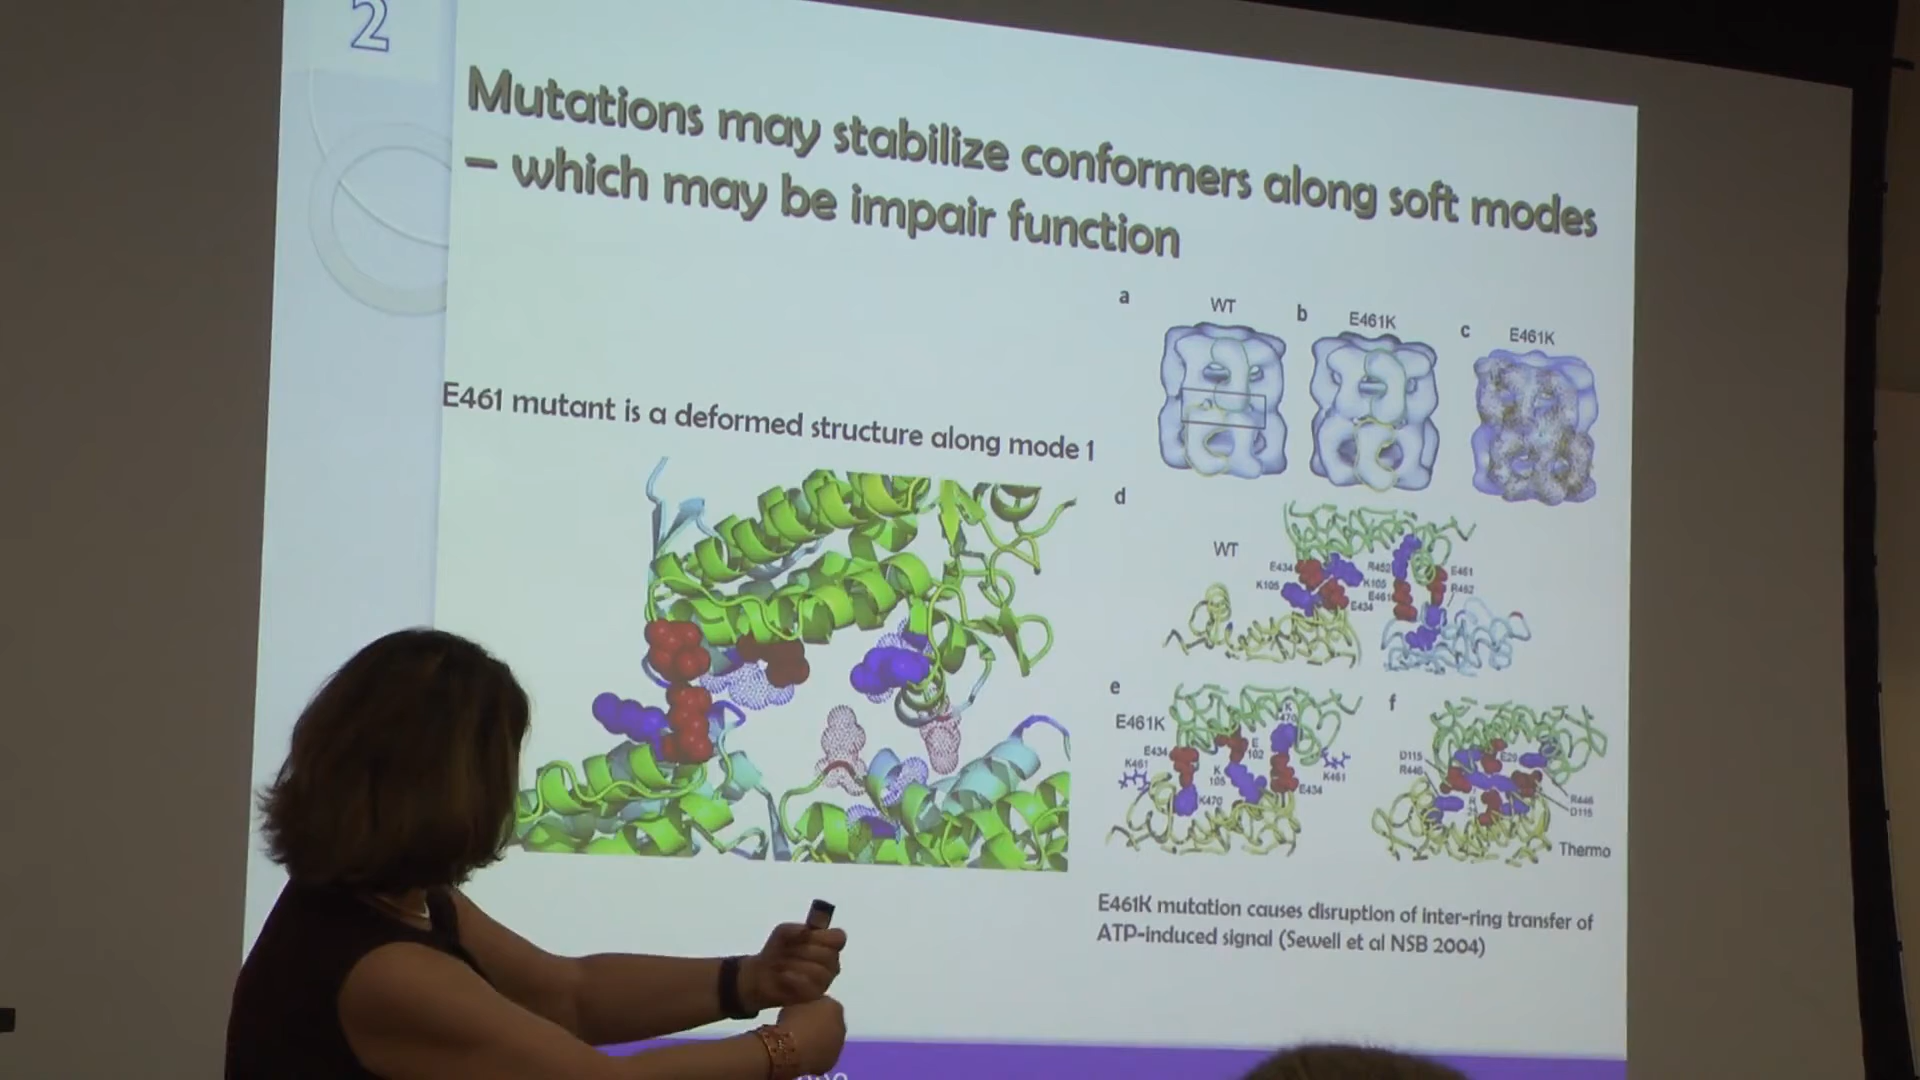 2
Mutations may stabilize conformers along soft modes
– which may be impair function
E461 mutant is a deformed structure along mode 1
a
WT
b
E461K
c
E461K
d
WT
E434
K105
R452
K105
E461
E434
E461
R452
e
E461K
E434
K461
K470
E
102
K
105
K
470
K461
E434
f
D115
R446
E29
R446
D115
Thermo
E461K mutation causes disruption of inter-ring transfer of
ATP-induced signal (Sewell et al NSB 2004)